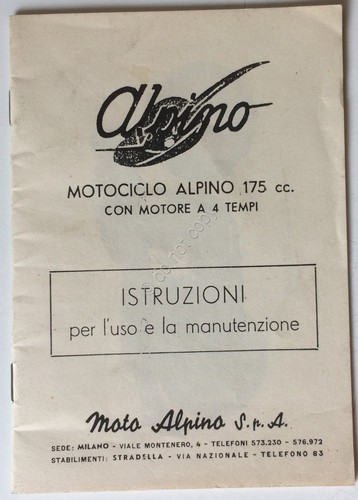 Alpino
MOTOCICLO ALPINO 175 cc.
CON MOTORE A 4 TEMPI
ISTRUZIONI
per l'uso e la manutenzione
Moto Alpino S.p.A.
SEDE: MILANO - VIALE MONTENERO, 4 - TELEFONI 573.230 - 576.972
STABILIMENTI: STRADELLA - VIA NAZIONALE - TELEFONO 83